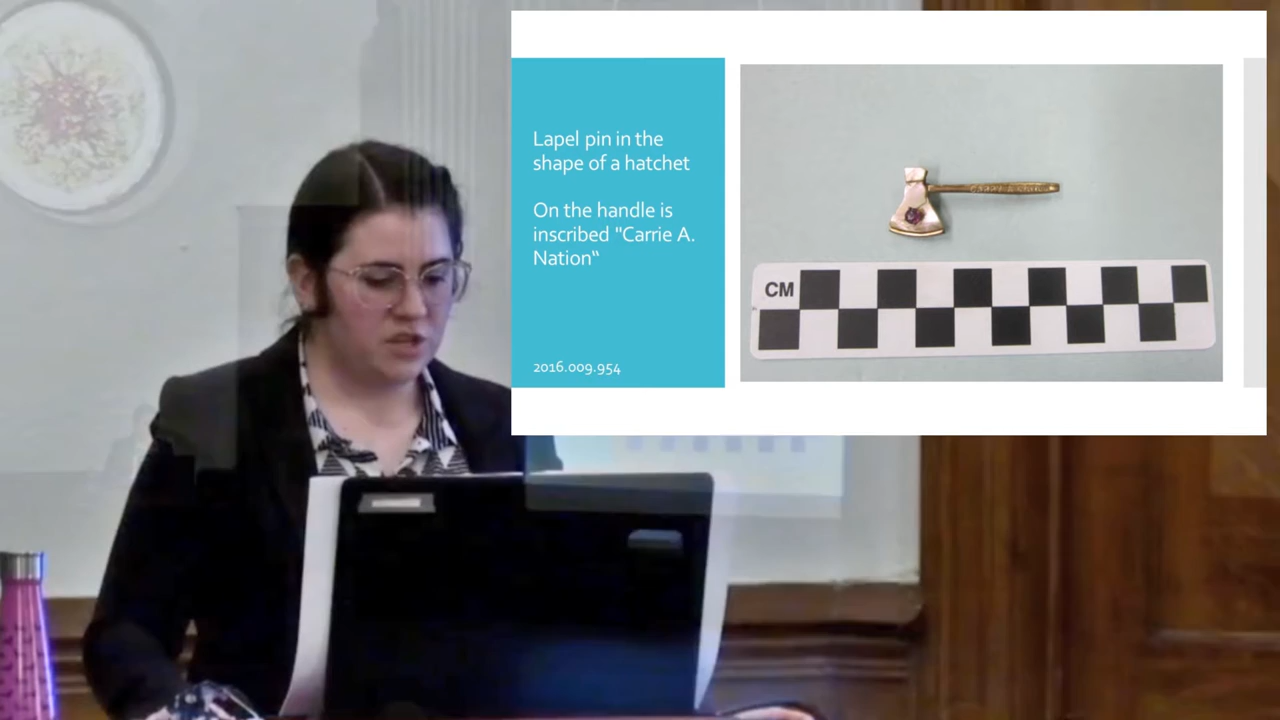 Lapel pin in the
shape of a hatchet
On the handle is
inscribed "Carrie A.
Nation“
2016.009.954
CM